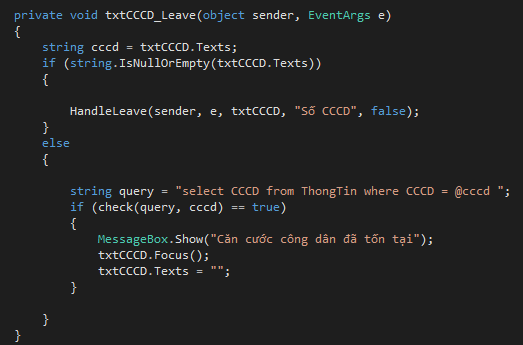 private void txtCCCD_Leave(object sender, EventArgs e)
{
string cccd = txtCCCD.Texts;
if (string.IsNullOrEmpty(txtCCCD.Texts))
{
HandleLeave(sender, e, txtCCCD, "Số CCCD", false);
}
else
{
string query = "select CCCD from ThongTin where CCCD = @cccd ";
if (check(query, cccd) == true)
{
MessageBox.Show("Căn cước công dân đã tồn tại");
txtCCCD.Focus();
txtCCCD.Texts = "";
}
}
}